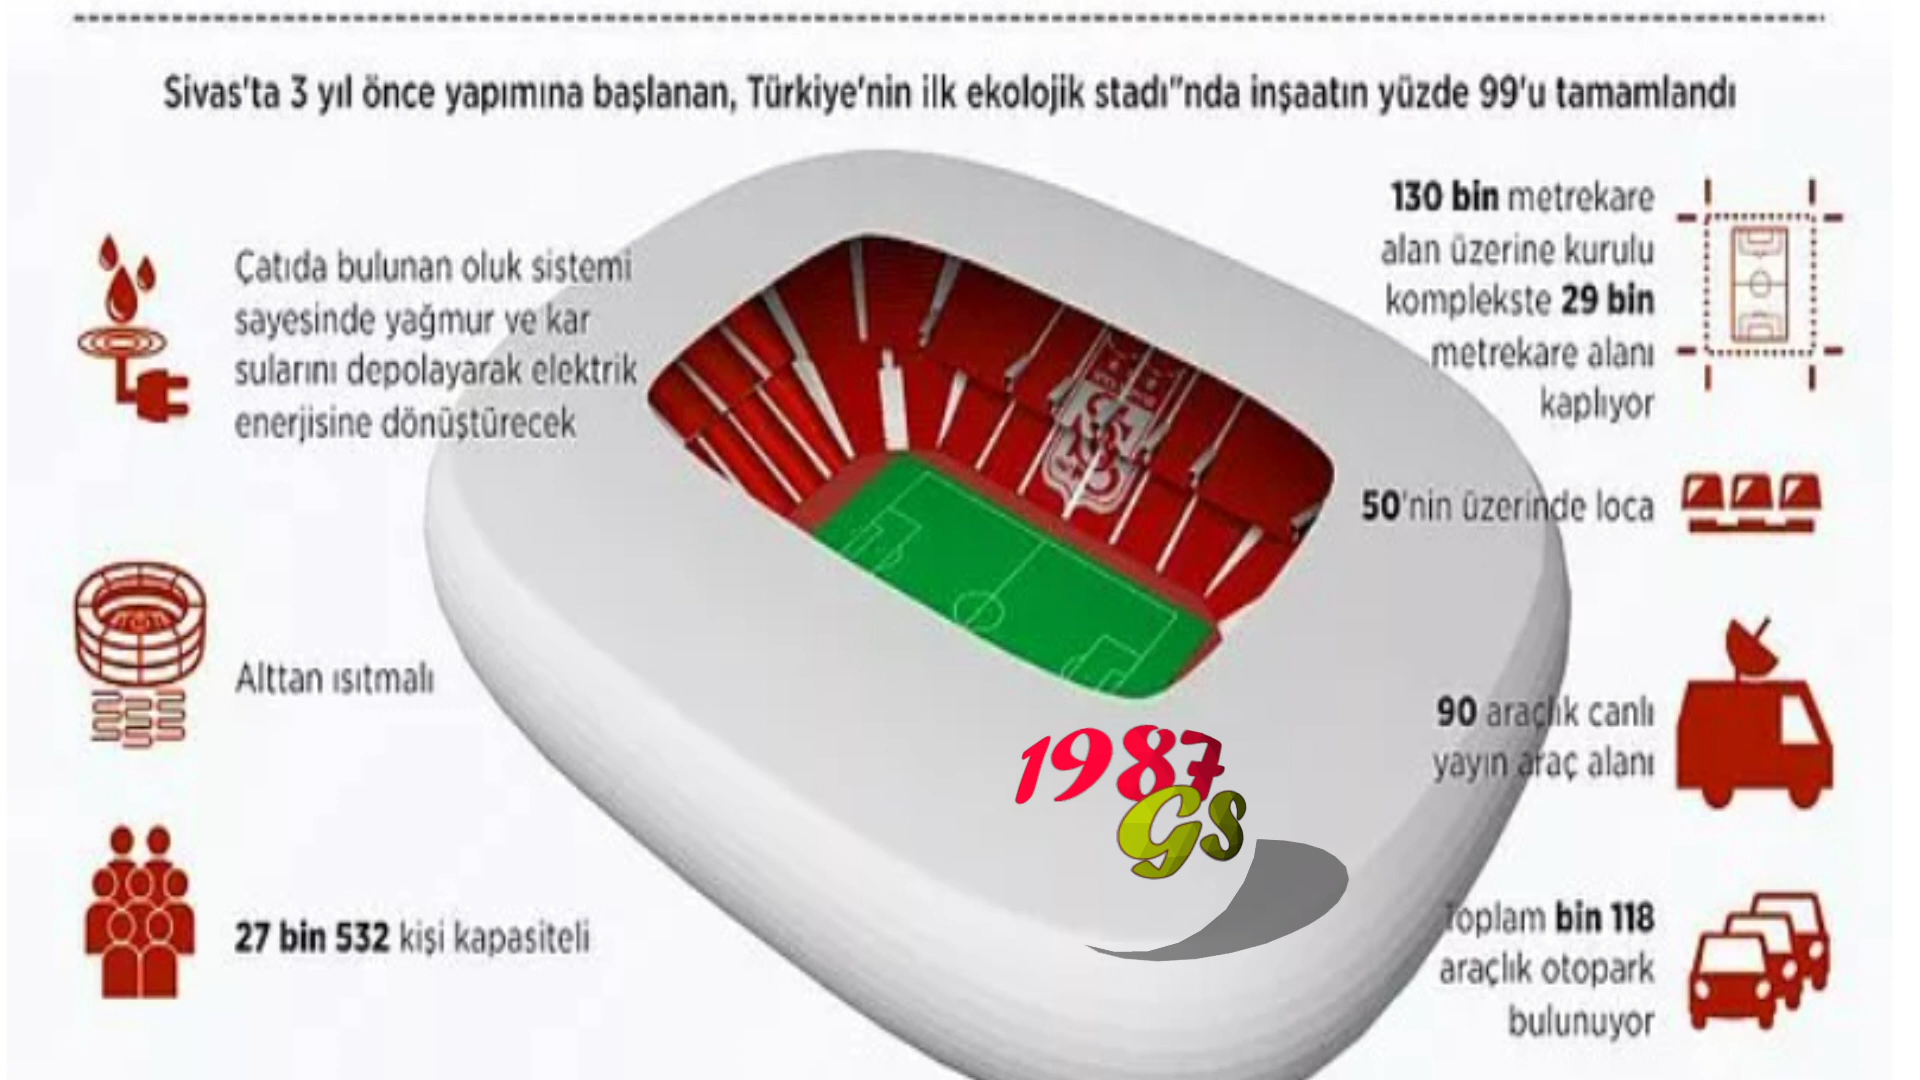 Sivas'ta 3 yıl önce yapımına başlanan, Türkiye'nin ilk ekolojik stadı"nda inşaatın yüzde 99'u tamamlandı
Çatıda bulunan oluk sistemi
sayesinde yağmur ve kar
sularını depolayarak elektrik
enerjisine dönüştürecek
Alttan ısıtmalı
27 bin 532 kişi kapasiteli
130 bin metrekare
alan üzerine kurulu
komplekste 29 bin
metrekare alanı
kaplıyor
50'nin üzerinde loca
90 araçlık canlı
yayın araç alanı
Toplam bin 118
araçlık otopark
bulunuyor
1987
GS